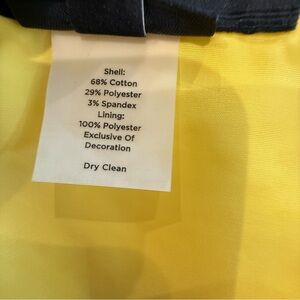 Shell:
68% Cotton
29% Polyester
3% Spandex
Lining:
100% Polyester
Exclusive Of
Decoration
Dry Clean